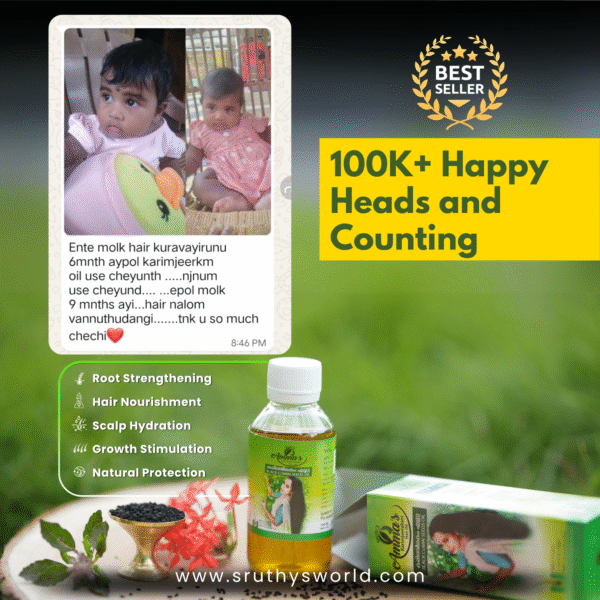 BEST
SELLER
100K+ Happy
Heads and
Counting
Ente molk hair kuravayirunu
6mnth aypol karimjeerkm
oil use cheyunth .....njnum
use cheyund.... ...epol molk
9 mnths ayi...hair nalom
vannuthudangi.......tnk u so much
chechi❤️
8:46 PM
Root Strengthening
Hair Nourishment
Scalp Hydration
Growth Stimulation
Natural Protection
Ammas
Ammas
www.sruthysworld.com